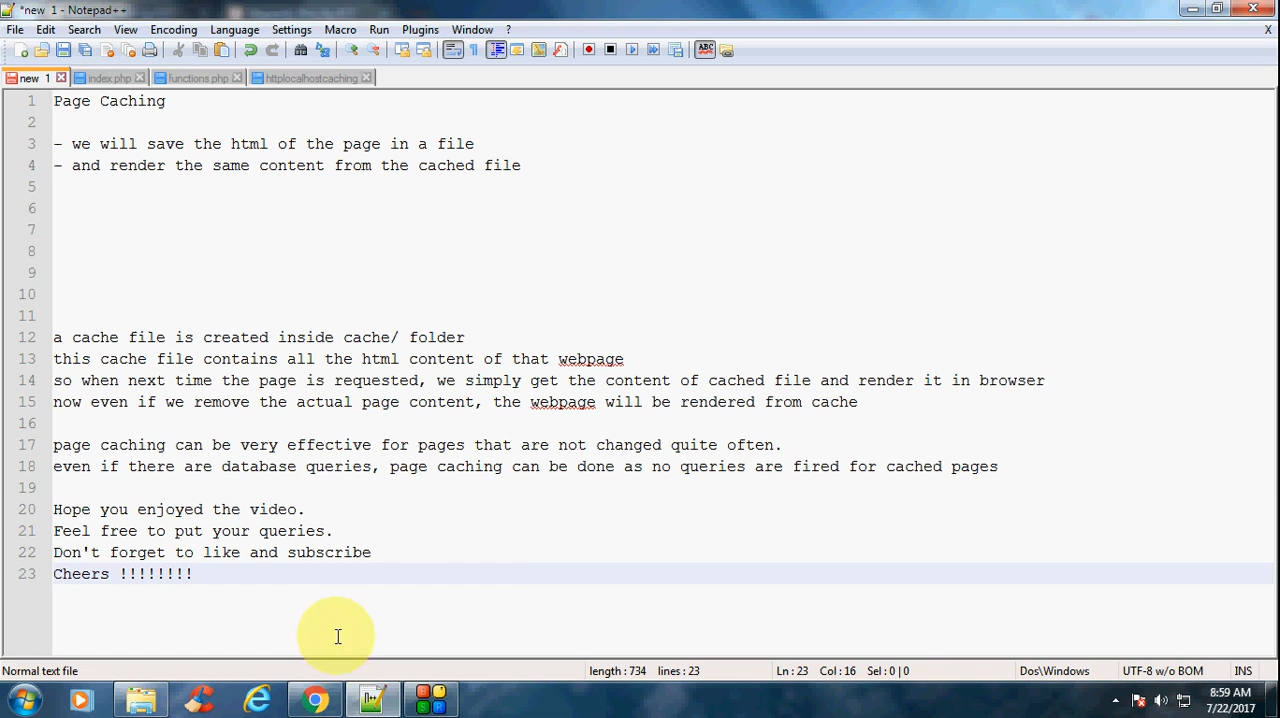 *new  1 - Notepad++
File Edit Search View Encoding Language Settings Macro Run Plugins Window ? X
new  1 index.php functions.php httplocalhostcaching
1 Page Caching
2
3 - we will save the html of the page in a file
4 - and render the same content from the cached file
5
6
7
8
9
10
11
12 a cache file is created inside cache/ folder
13 this cache file contains all the html content of that webpage
14 so when next time the page is requested, we simply get the content of cached file and render it in browser
15 now even if we remove the actual page content, the webpage will be rendered from cache
16
17 page caching can be very effective for pages that are not changed quite often.
18 even if there are database queries, page caching can be done as no queries are fired for cached pages
19
20 Hope you enjoyed the video.
21 Feel free to put your queries.
22 Don't forget to like and subscribe
23 Cheers !!!!!!!!
Normal text file length : 734 lines : 23 Ln : 23 Col : 16 Sel : 0 | 0 Dos\Windows UTF-8 w/o BOM INS
8:59 AM
7/22/2017